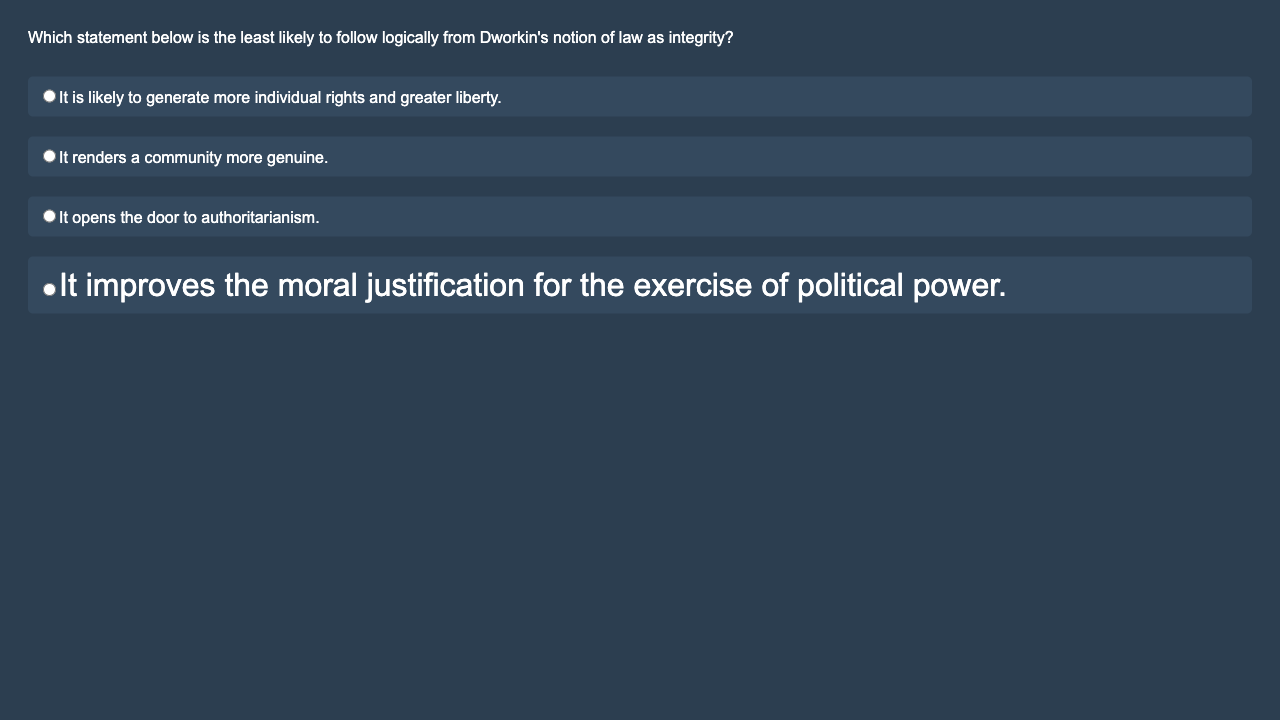 Which statement below is the least likely to follow logically from Dworkin's notion of law as integrity?
It is likely to generate more individual rights and greater liberty.
It renders a community more genuine.
It opens the door to authoritarianism.
It improves the moral justification for the exercise of political power.